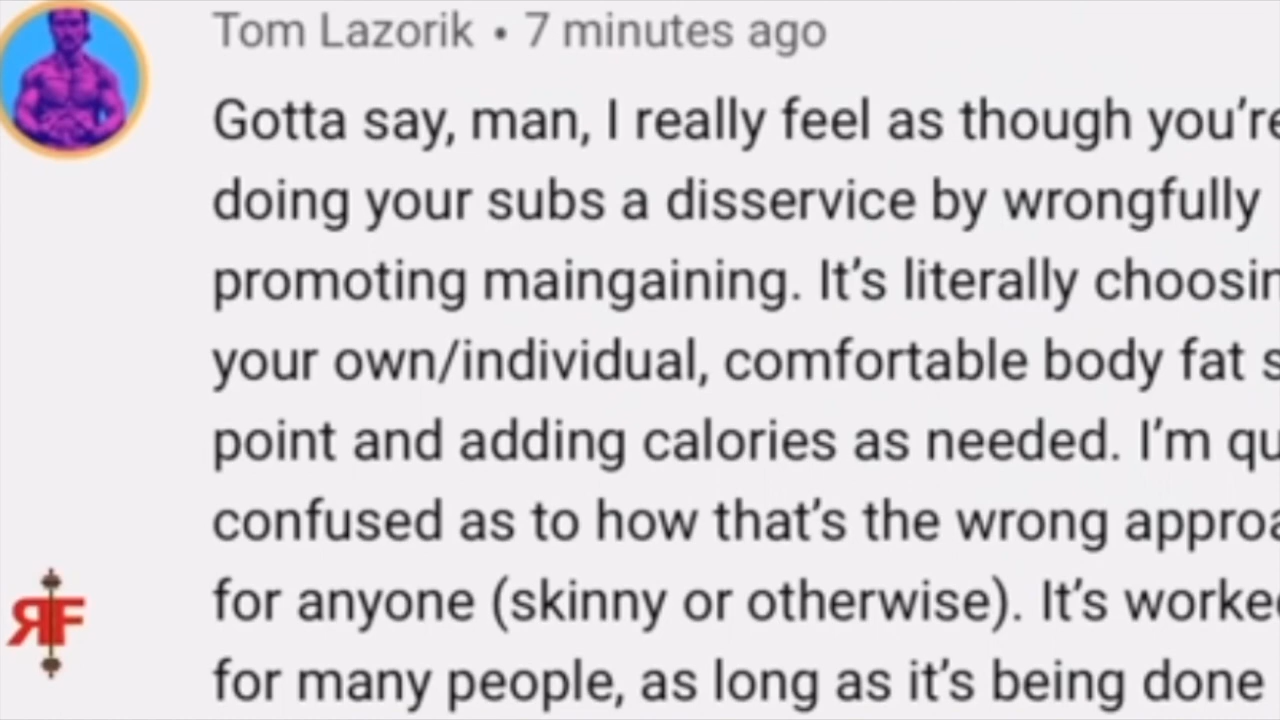 Tom Lazorik • 7 minutes ago
Gotta say, man, I really feel as though you're
doing your subs a disservice by wrongfully
promoting maingaining. It's literally choosin
your own/individual, comfortable body fat s
point and adding calories as needed. I'm qu
confused as to how that's the wrong approa
for anyone (skinny or otherwise). It's worke
for many people, as long as it's being done
RF